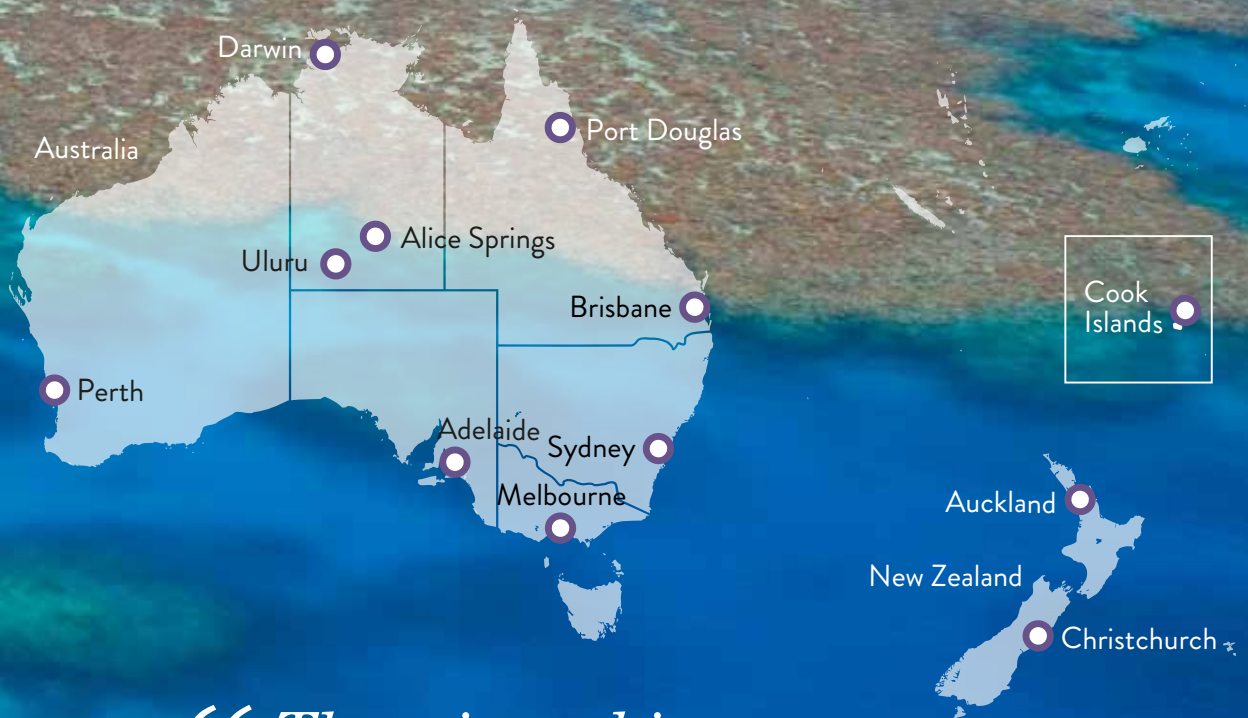 Darwin
Port Douglas
Australia
Alice Springs
Uluru
Brisbane
Cook
Islands
Perth
Adelaide
Sydney
Melbourne
Auckland
New Zealand
Christchurch